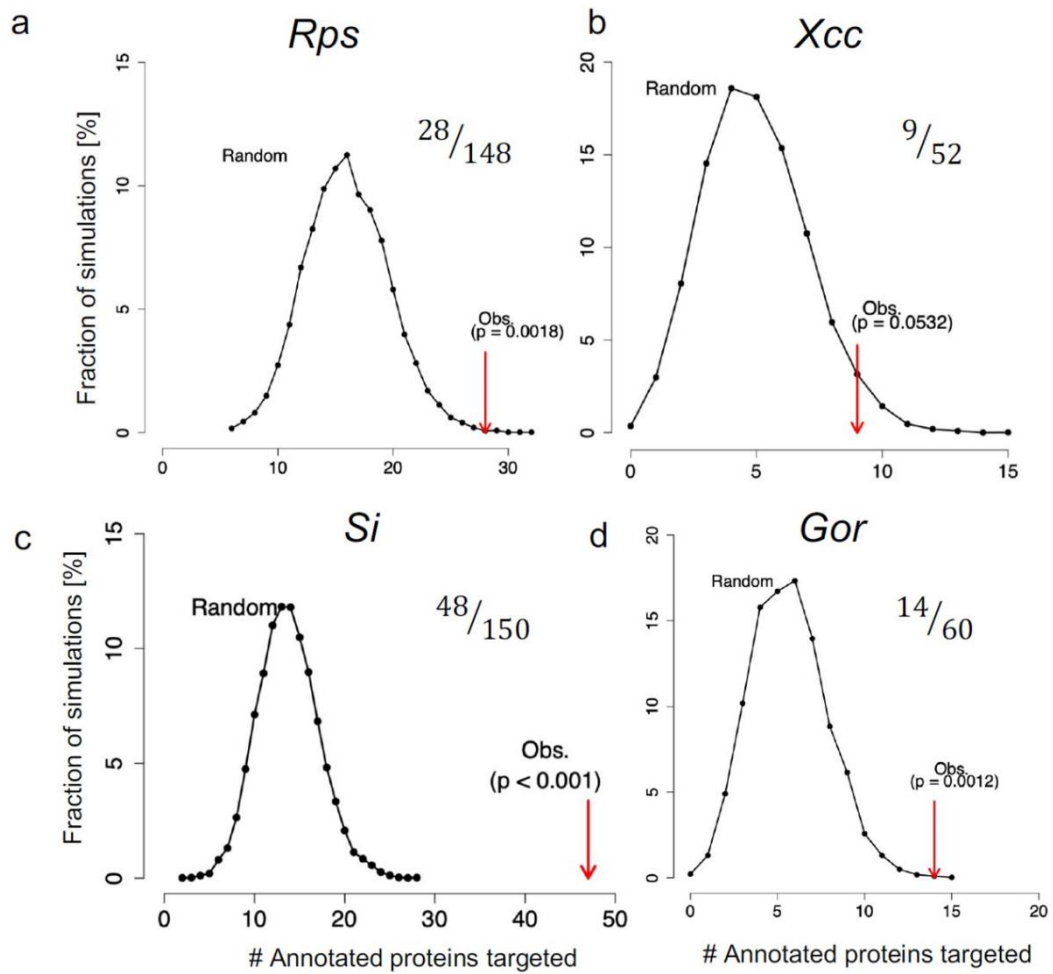 a
Rps
Fraction of simulations [%]
15
10
5
0
Random
28/148
Obs.
(p = 0.0018)
0
10
20
30
b
Xcc
20
15
10
5
0
Random
9/52
Obs.
(p = 0.0532)
0
5
10
15
c
Si
Fraction of simulations [%]
15
10
5
0
Random
48/150
Obs.
(p < 0.001)
0
10
20
30
40
50
# Annotated proteins targeted
d
Gor
20
15
10
5
0
Random
14/60
Obs.
(p = 0.0012)
0
5
10
15
20
# Annotated proteins targeted